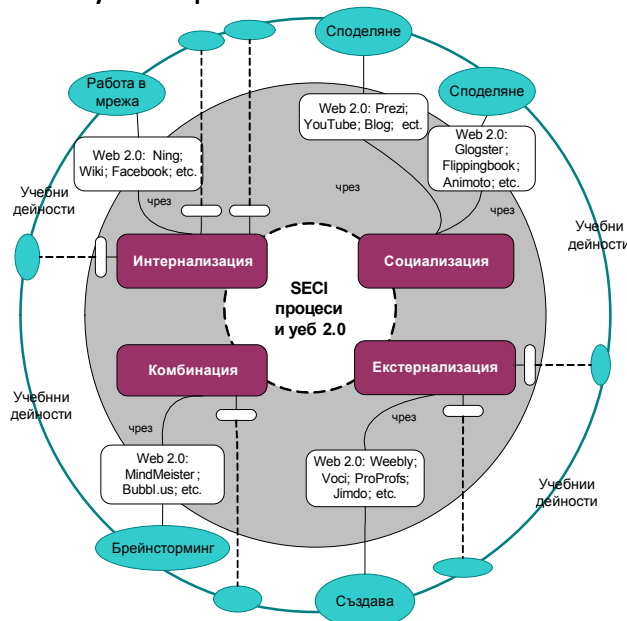 Споделяне
Работа в
мрежа
Споделяне
Web 2.0: Prezi;
YouTube; Blog; ect.
Web 2.0:
Glogster;
Flippingbook;
Animoto; etc.
Web 2.0: Ning;
Wiki; Facebook; etc.
Учебни
дейности
чрез
чрез
чрез
Учебни
дейности
Интернализация
Социализация
SECI
процеси
и уеб 2.0
Комбинация
Екстернализация
Учебнни
дейности
чрез
чрез
Web 2.0:
MindMeister;
Bubbl.us; etc.
Web 2.0: Weebly;
Voci; ProProfs;
Jimdo; etc.
Учебнии
дейности
Брейнсторминг
Създава